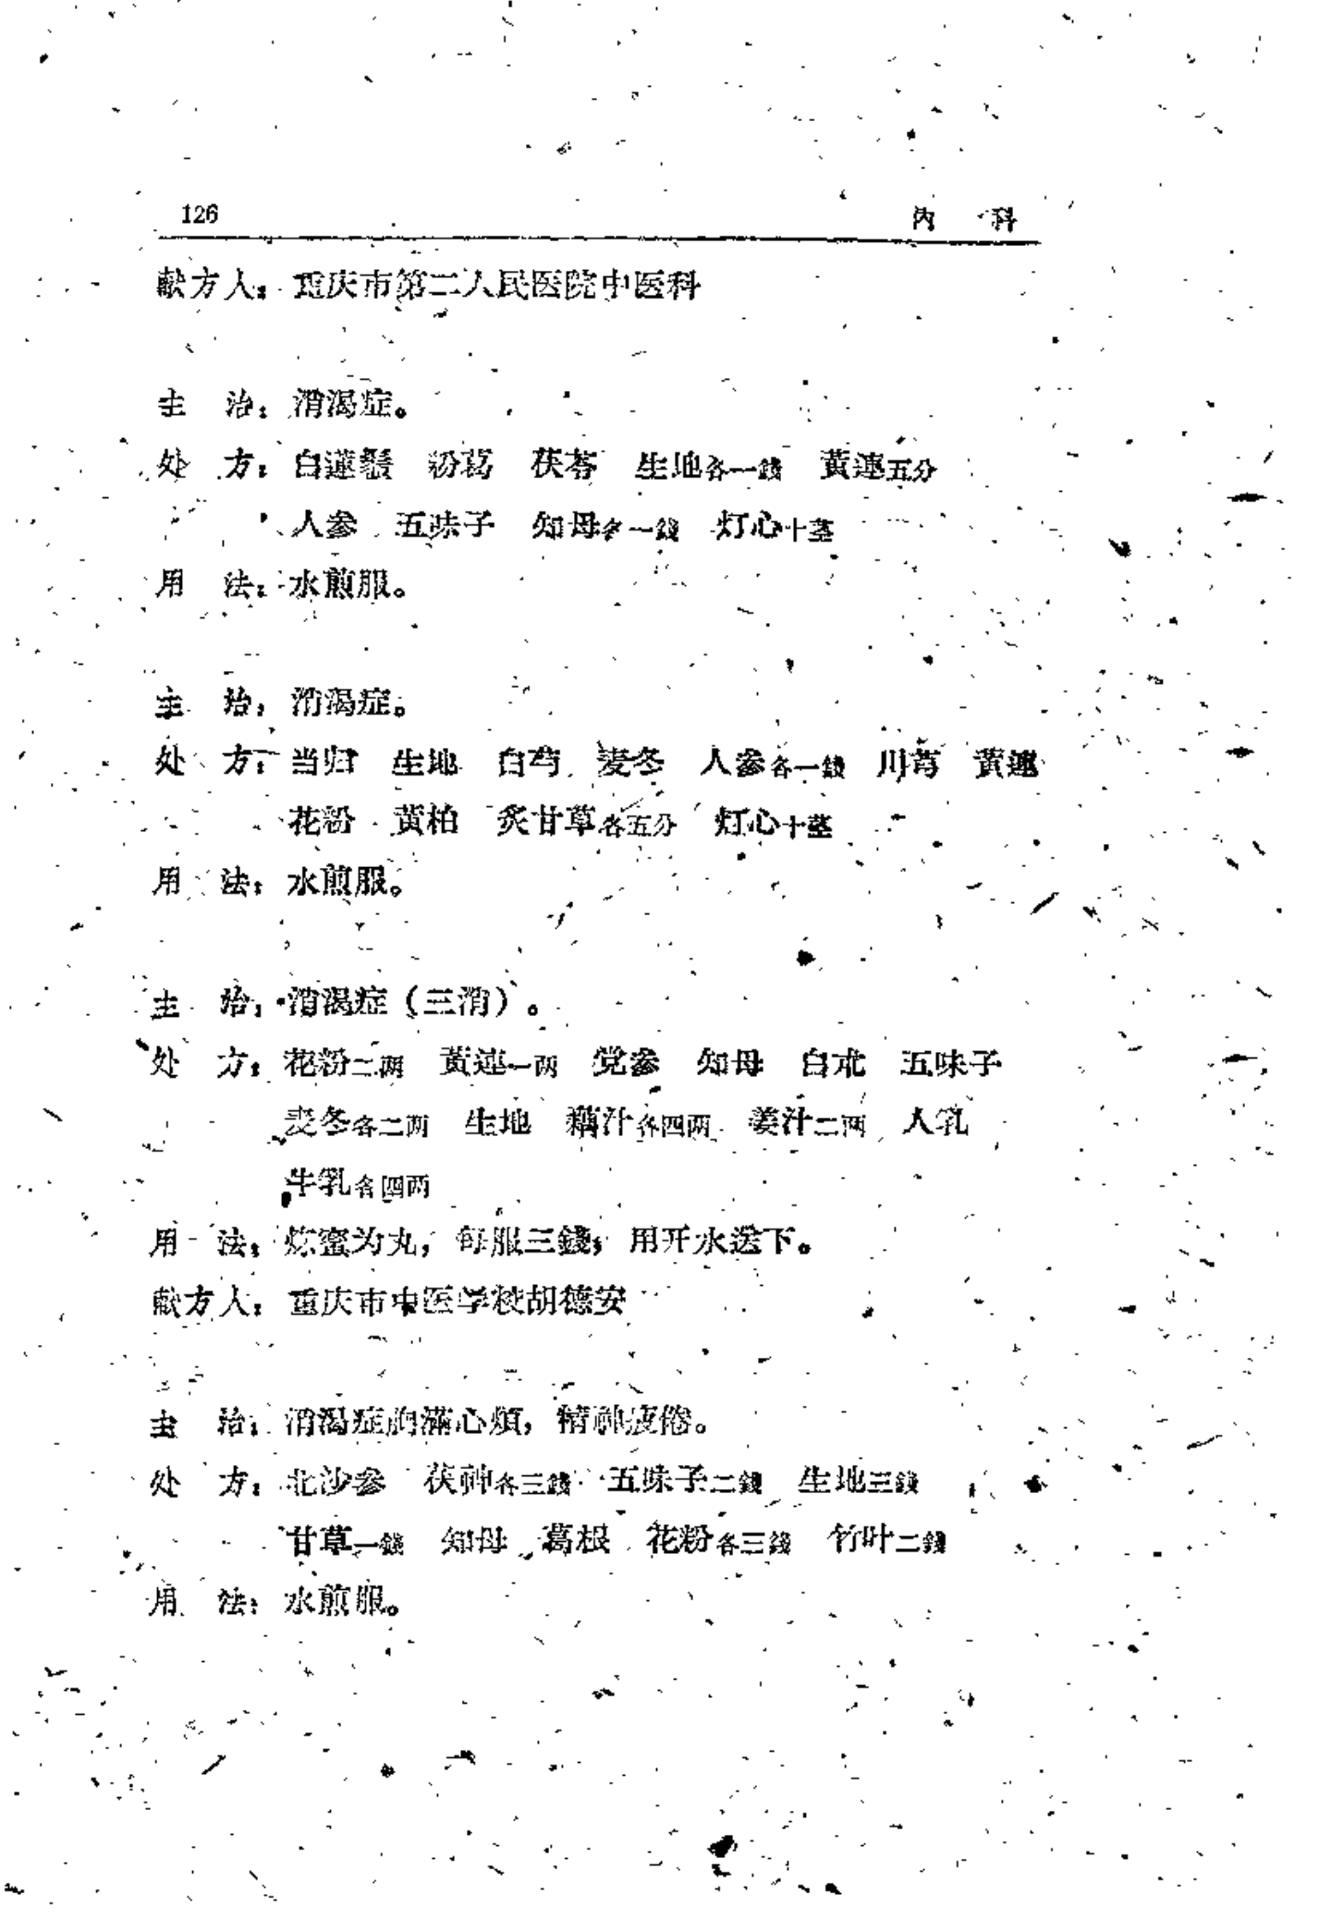 126 內 科
献方人：重庆市第二人民医院中医科
主 治：消渴症。
处 方：白蓮鬚 粉葛 茯苓 生地各一錢 黃連五分
人参 五味子 知母各一錢 灯心十茎
用 法：水煎服。
主 治：消渴症。
处 方：当归 生地 白芍 麦冬 人参各一錢 川芎 黃連
花粉 黄柏 炙甘草各五分 灯心十茎
用 法：水煎服。
主 治：消渴症（三消）。
处 方：花粉二两 黃連一两 党参 知母 白朮 五味子
麦冬各二两 生地 藕汁各四两 姜汁二两 人乳
牛乳各四两
用 法：炼蜜为丸，每服三錢，用开水送下。
献方人：重庆市中医学校胡德安
主 治：消渴症胸滿心煩，精神疲倦。
处 方：北沙参 茯神各三錢 五味子二錢 生地三錢
甘草一錢 知母 葛根 花粉各三錢 竹叶二錢
用 法：水煎服。